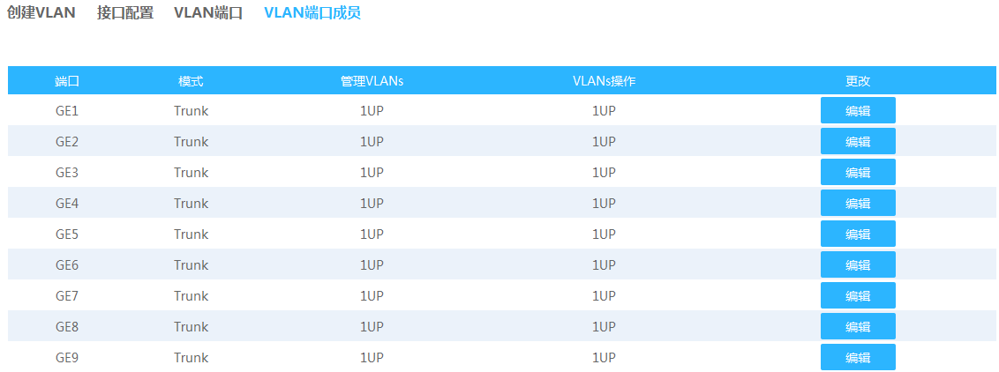 创建VLAN 接口配置 VLAN端口 VLAN端口成员
端口 模式 管理VLANs VLANs操作 更改
GE1 Trunk 1UP 1UP 编辑
GE2 Trunk 1UP 1UP 编辑
GE3 Trunk 1UP 1UP 编辑
GE4 Trunk 1UP 1UP 编辑
GE5 Trunk 1UP 1UP 编辑
GE6 Trunk 1UP 1UP 编辑
GE7 Trunk 1UP 1UP 编辑
GE8 Trunk 1UP 1UP 编辑
GE9 Trunk 1UP 1UP 编辑